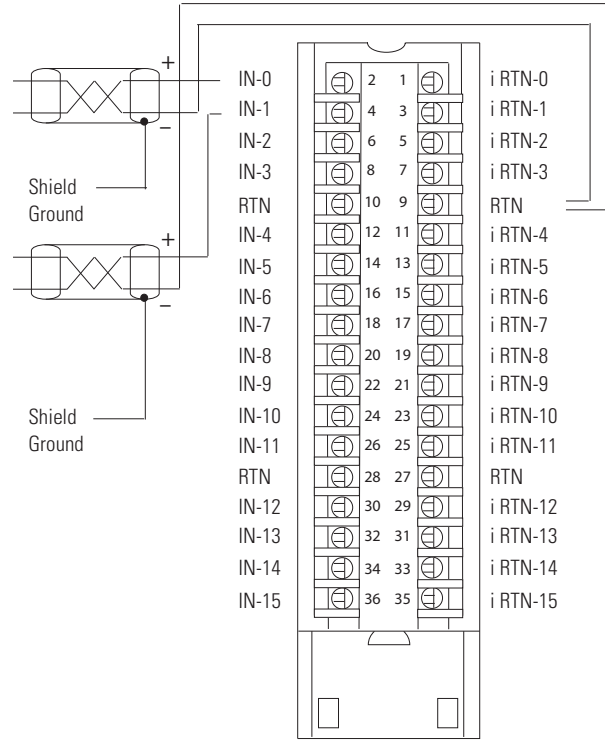 +
IN-0 2 1 i RTN-0
IN-1 4 3 i RTN-1
–
IN-2 6 5 i RTN-2
IN-3 8 7 i RTN-3
Shield
Ground
RTN 10 9 RTN
+
IN-4 12 11 i RTN-4
IN-5 14 13 i RTN-5
–
IN-6 16 15 i RTN-6
IN-7 18 17 i RTN-7
IN-8 20 19 i RTN-8
IN-9 22 21 i RTN-9
Shield
Ground
IN-10 24 23 i RTN-10
IN-11 26 25 i RTN-11
RTN 28 27 RTN
IN-12 30 29 i RTN-12
IN-13 32 31 i RTN-13
IN-14 34 33 i RTN-14
IN-15 36 35 i RTN-15